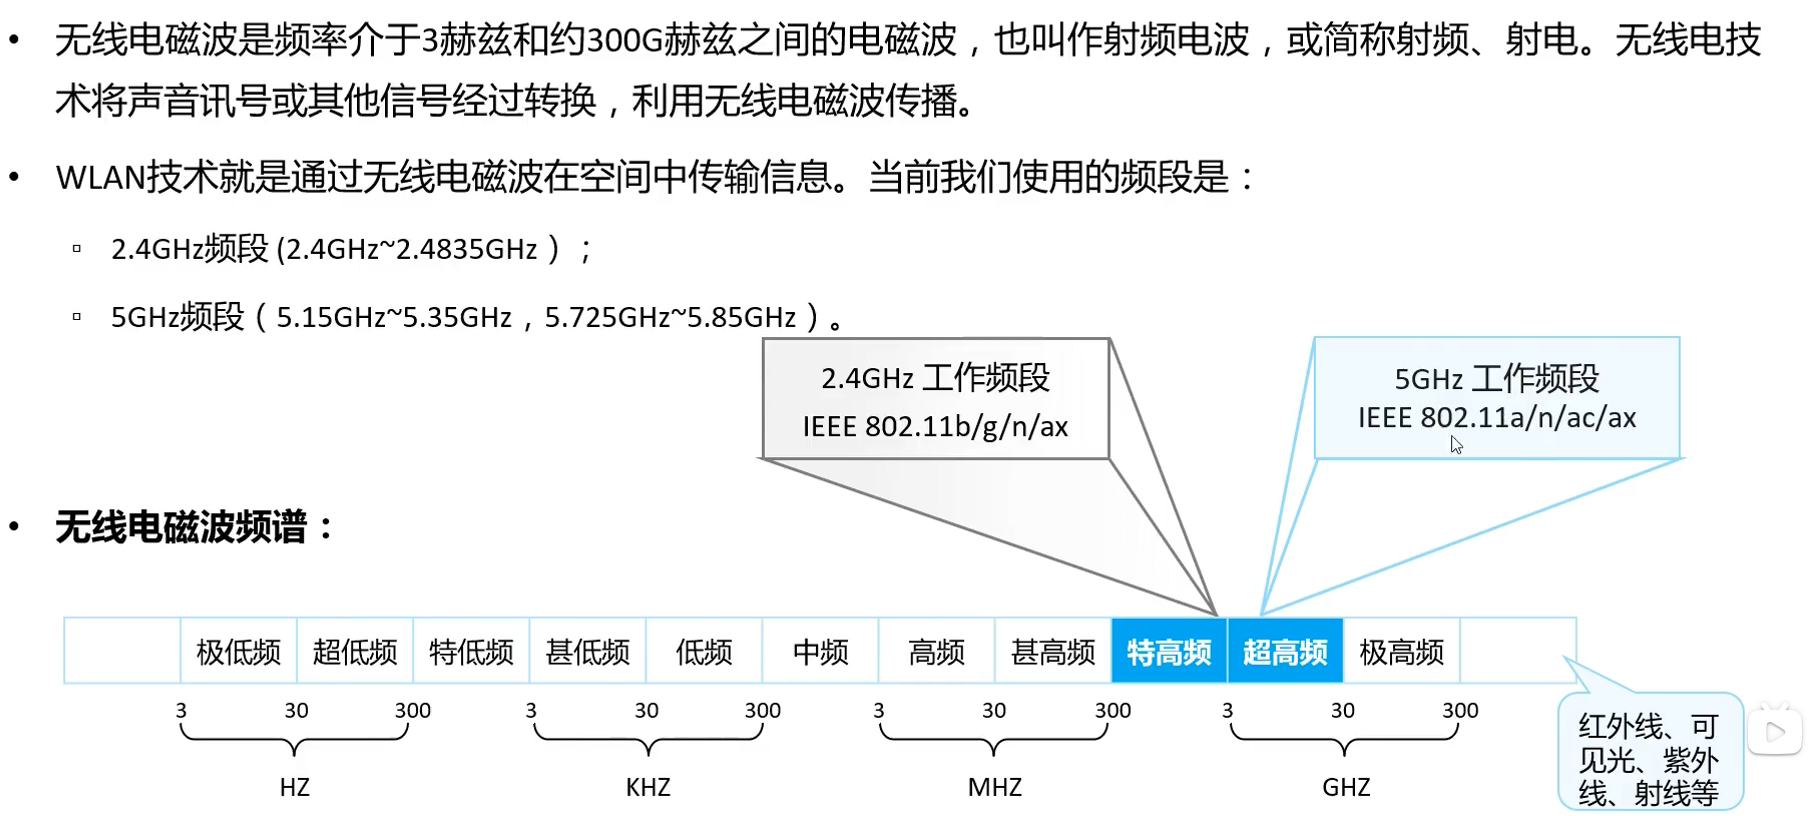 • 无线电磁波是频率介于3赫兹和约300G赫兹之间的电磁波，也叫作射频电波，或简称射频、射电。无线电技
术将声音讯号或其他信号经过转换，利用无线电磁波传播。
• WLAN技术就是通过无线电磁波在空间中传输信息。当前我们使用的频段是：
▫ 2.4GHz频段 (2.4GHz~2.4835GHz ）；
▫ 5GHz频段（5.15GHz~5.35GHz，5.725GHz~5.85GHz）。
2.4GHz 工作频段
IEEE 802.11b/g/n/ax
5GHz 工作频段
IEEE 802.11a/n/ac/ax
• 无线电磁波频谱：
极低频 超低频 特低频 甚低频 低频 中频 高频 甚高频 特高频 超高频 极高频
3 30 300 3 30 300 3 30 300 3 30 300
HZ KHZ MHZ GHZ
红外线、可
见光、紫外
线、射线等